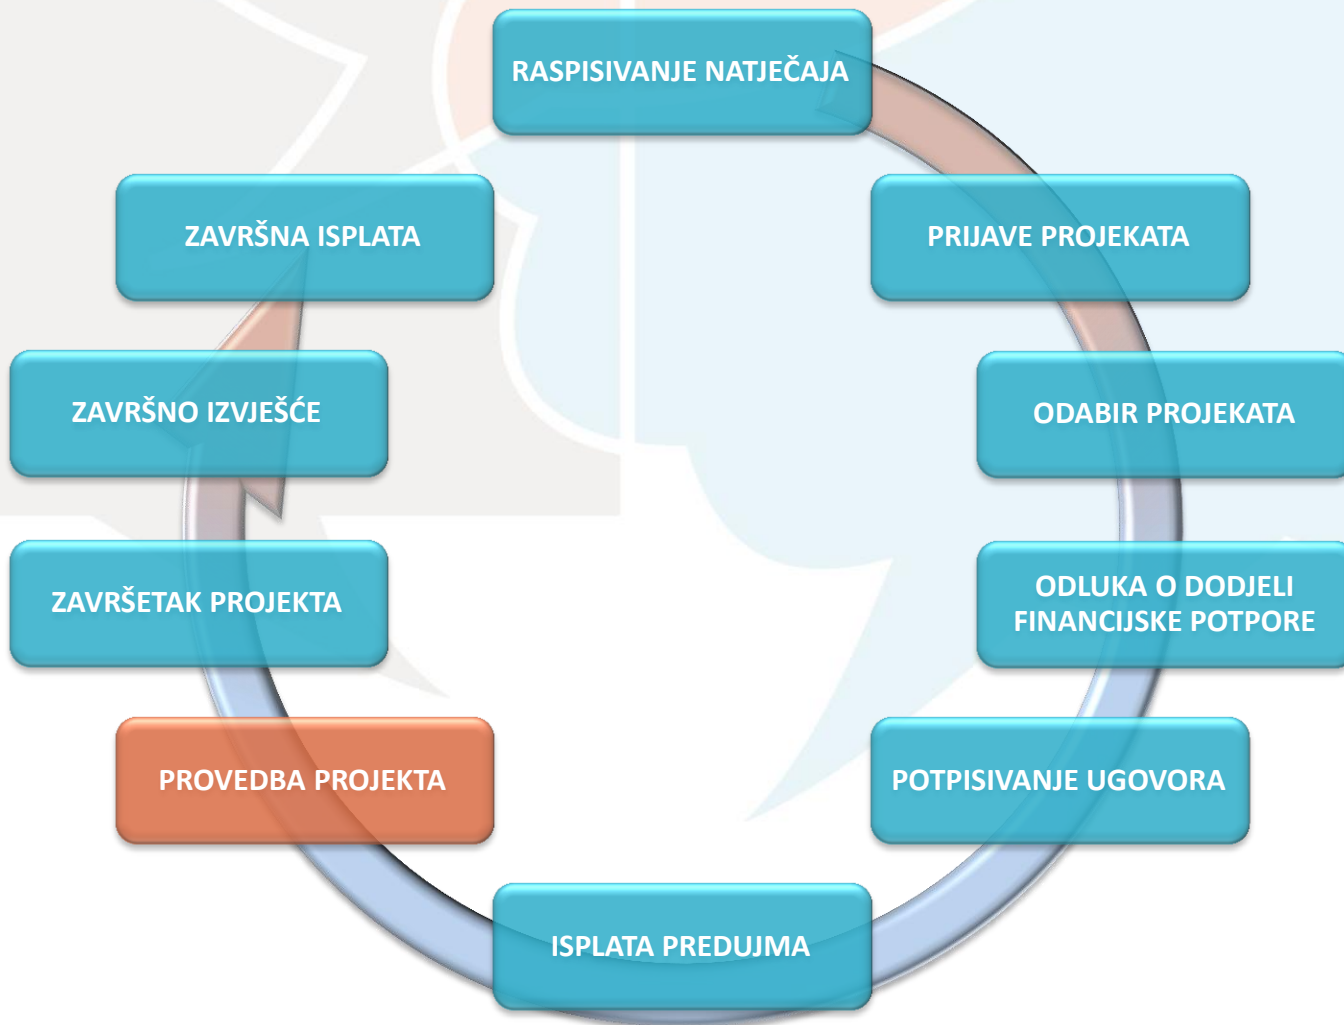 RASPISIVANJE NATJEČAJA
PRIJAVE PROJEKATA
ODABIR PROJEKATA
ODLUKA O DODJELI
FINANCIJSKE POTPORE
POTPISIVANJE UGOVORA
ISPLATA PREDUJMA
PROVEDBA PROJEKTA
ZAVRŠETAK PROJEKTA
ZAVRŠNO IZVJEŠĆE
ZAVRŠNA ISPLATA